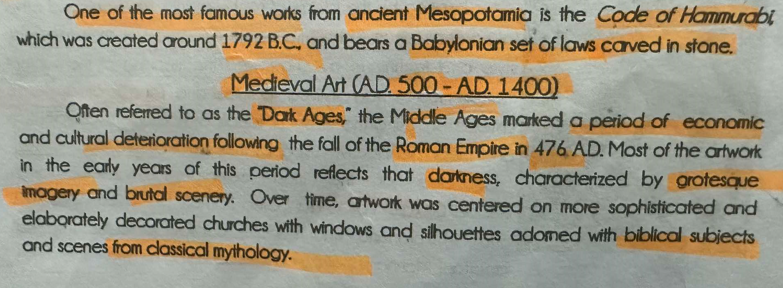 One of the most famous works from ancient Mesopotamia is the Code of Hammurabi,
which was created around 1792 B.C., and bears a Babylonian set of laws carved in stone.
Medieval Art (A.D. 500 - A.D. 1400)
Often referred to as the "Dark Ages," the Middle Ages marked a period of economic
and cultural deterioration following the fall of the Roman Empire in 476 A.D. Most of the artwork
in the early years of this period reflects that darkness, characterized by grotesque
imagery and brutal scenery. Over time, artwork was centered on more sophisticated and
elaborately decorated churches with windows and silhouettes adorned with biblical subjects
and scenes from classical mythology.